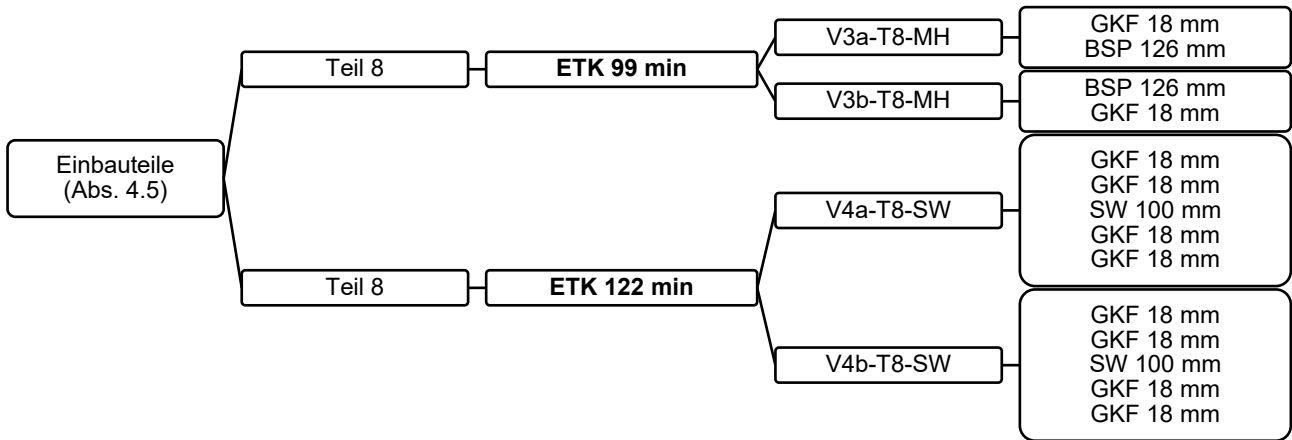 Einbauteile
(Abs. 4.5)
Teil 8
ETK 99 min
V3a-T8-MH
GKF 18 mm
BSP 126 mm
V3b-T8-MH
BSP 126 mm
GKF 18 mm
Teil 8
ETK 122 min
V4a-T8-SW
GKF 18 mm
GKF 18 mm
SW 100 mm
GKF 18 mm
GKF 18 mm
V4b-T8-SW
GKF 18 mm
GKF 18 mm
SW 100 mm
GKF 18 mm
GKF 18 mm